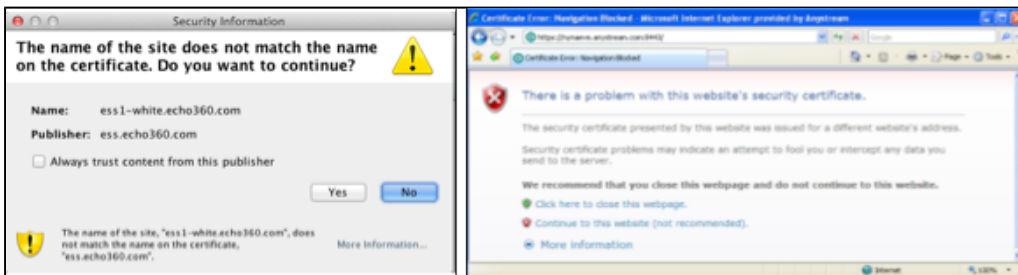 Security Information
The name of the site does not match the name
on the certificate. Do you want to continue?
Name: ess1-white.echo360.com
Publisher: ess.echo360.com
Always trust content from this publisher
Yes No
The name of the site, "ess1-white.echo360.com", does
not match the name on the certificate,
"ess.echo360.com".
More Information...
Certificate Error: Navigation Blocked - Microsoft Internet Explorer provided by Anystream
Certificate Error: Navigation Blocked
Page Tools
There is a problem with this website's security certificate.
The security certificate presented by this website was issued for a different website's address.
Security certificate problems may indicate an attempt to fool you or intercept any data you
send to the server.
We recommend that you close this webpage and do not continue to this website.
Click here to close this webpage.
Continue to this website (not recommended).
More information
Internet